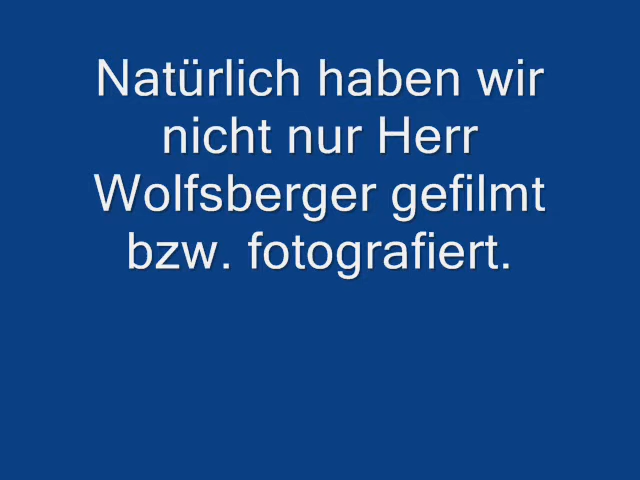 Natürlich haben wir
nicht nur Herr
Wolfsberger gefilmt
bzw. fotografiert.